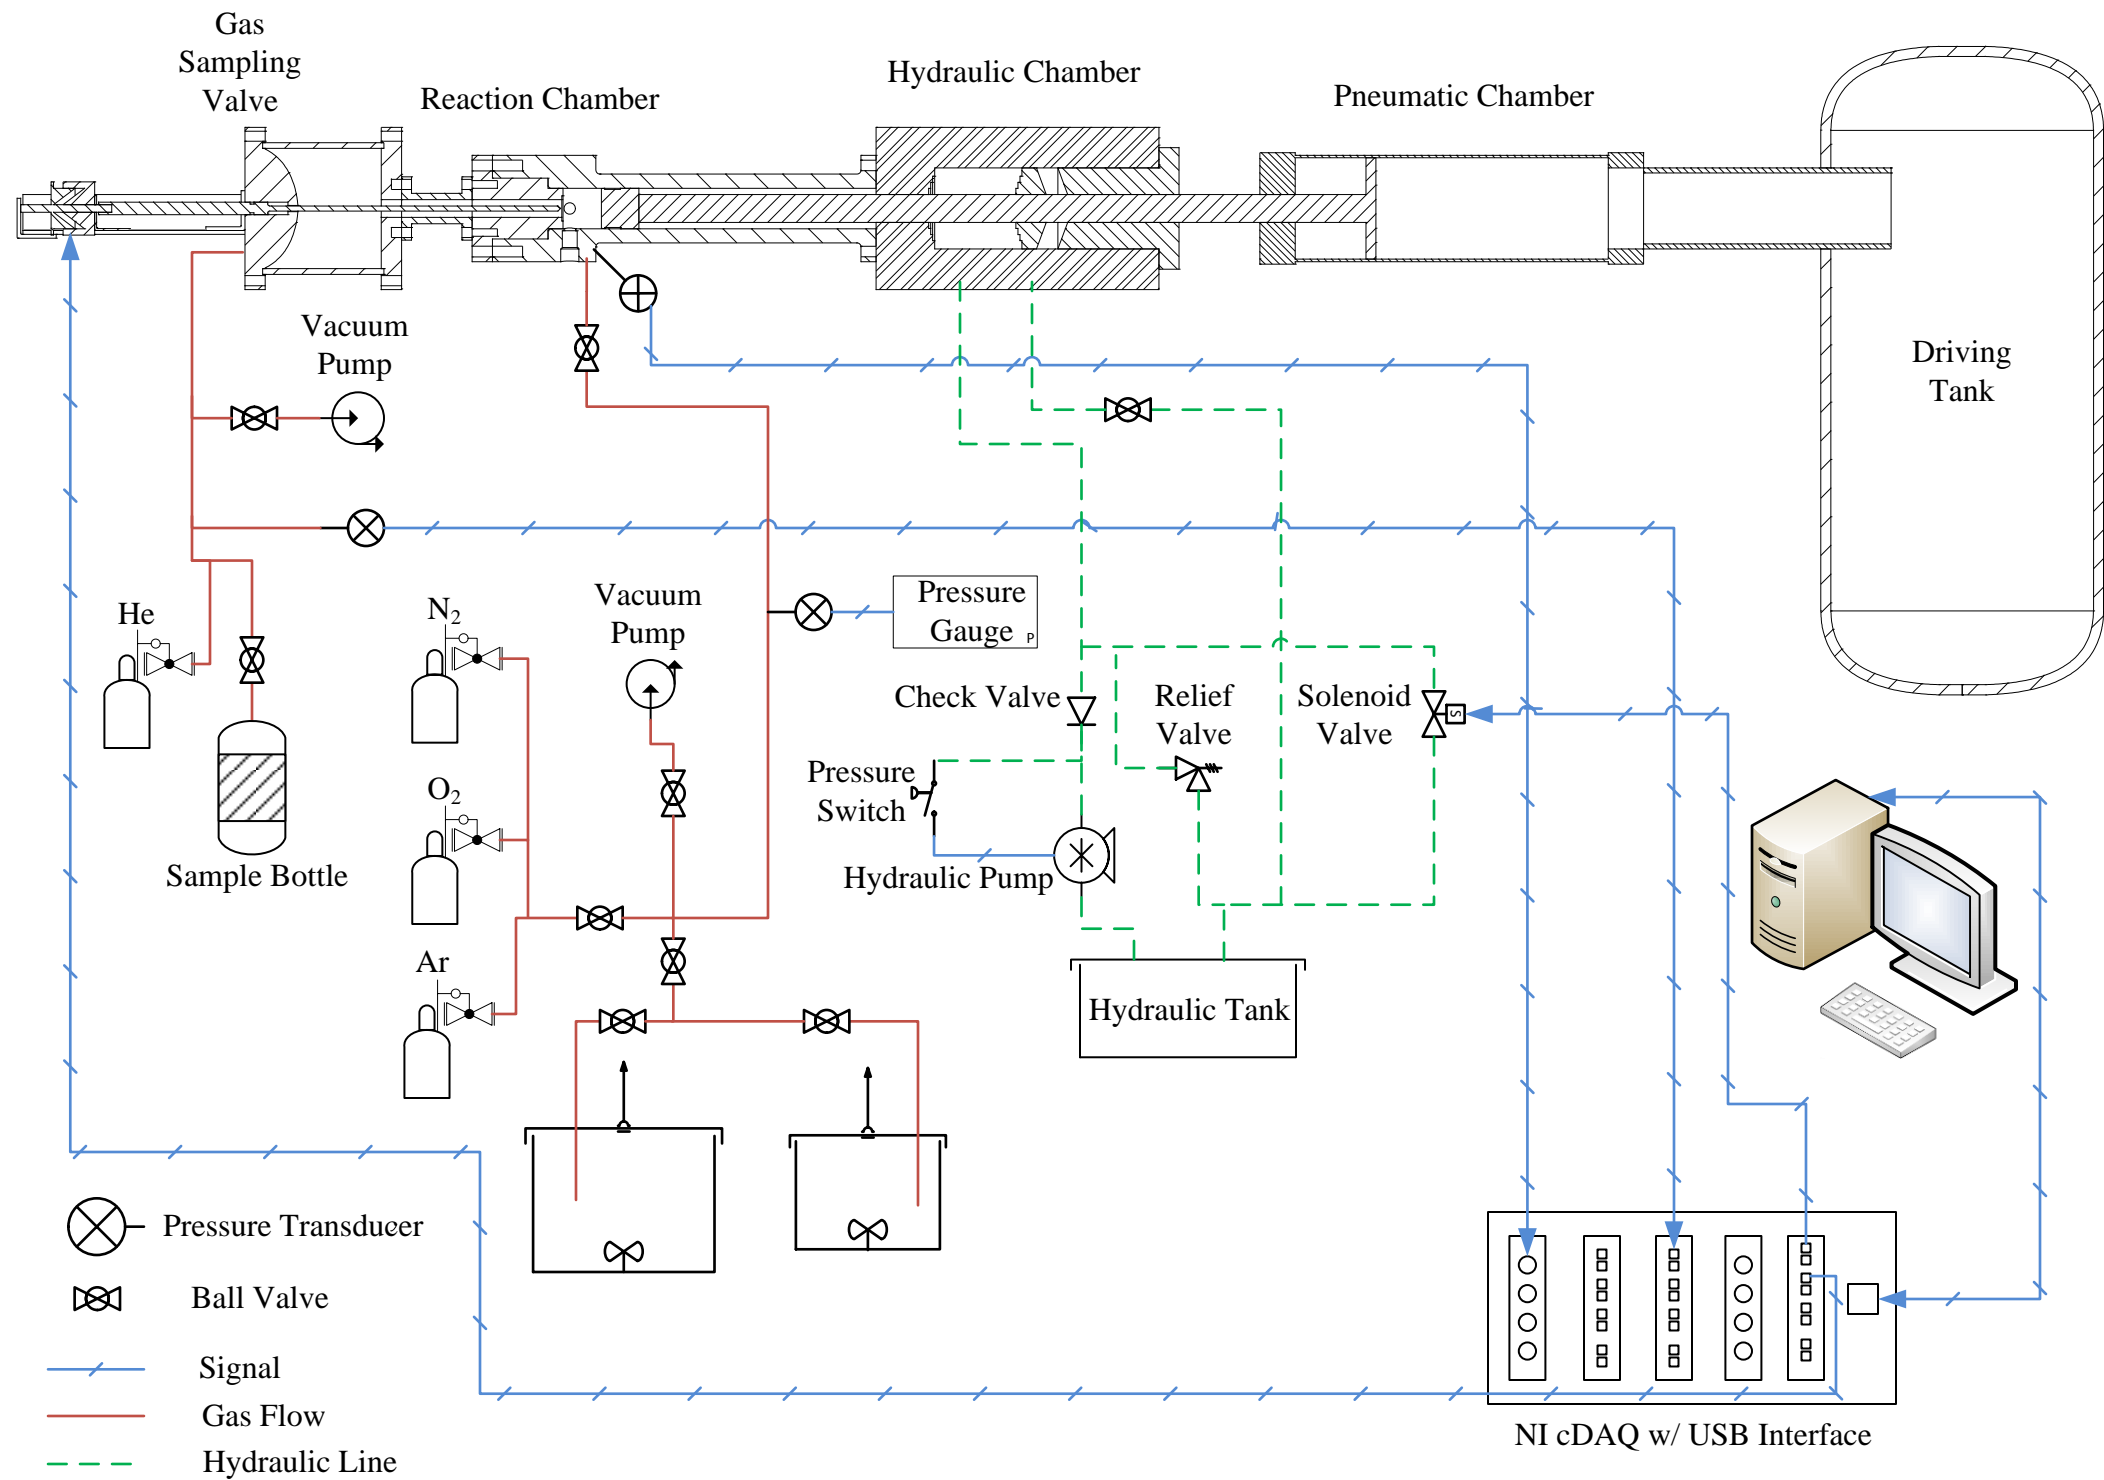 Gas
Sampling
Valve
Reaction Chamber
Hydraulic Chamber
Pneumatic Chamber
Vacuum
Pump
Driving
Tank
He
N2
Vacuum
Pump
Pressure
Gauge P
Check Valve
Relief
Valve
Solenoid
Valve
S
Pressure
Switch
O2
Sample Bottle
Hydraulic Pump
Ar
Hydraulic Tank
Pressure Transducer
Ball Valve
Signal
Gas Flow
Hydraulic Line
NI cDAQ w/ USB Interface